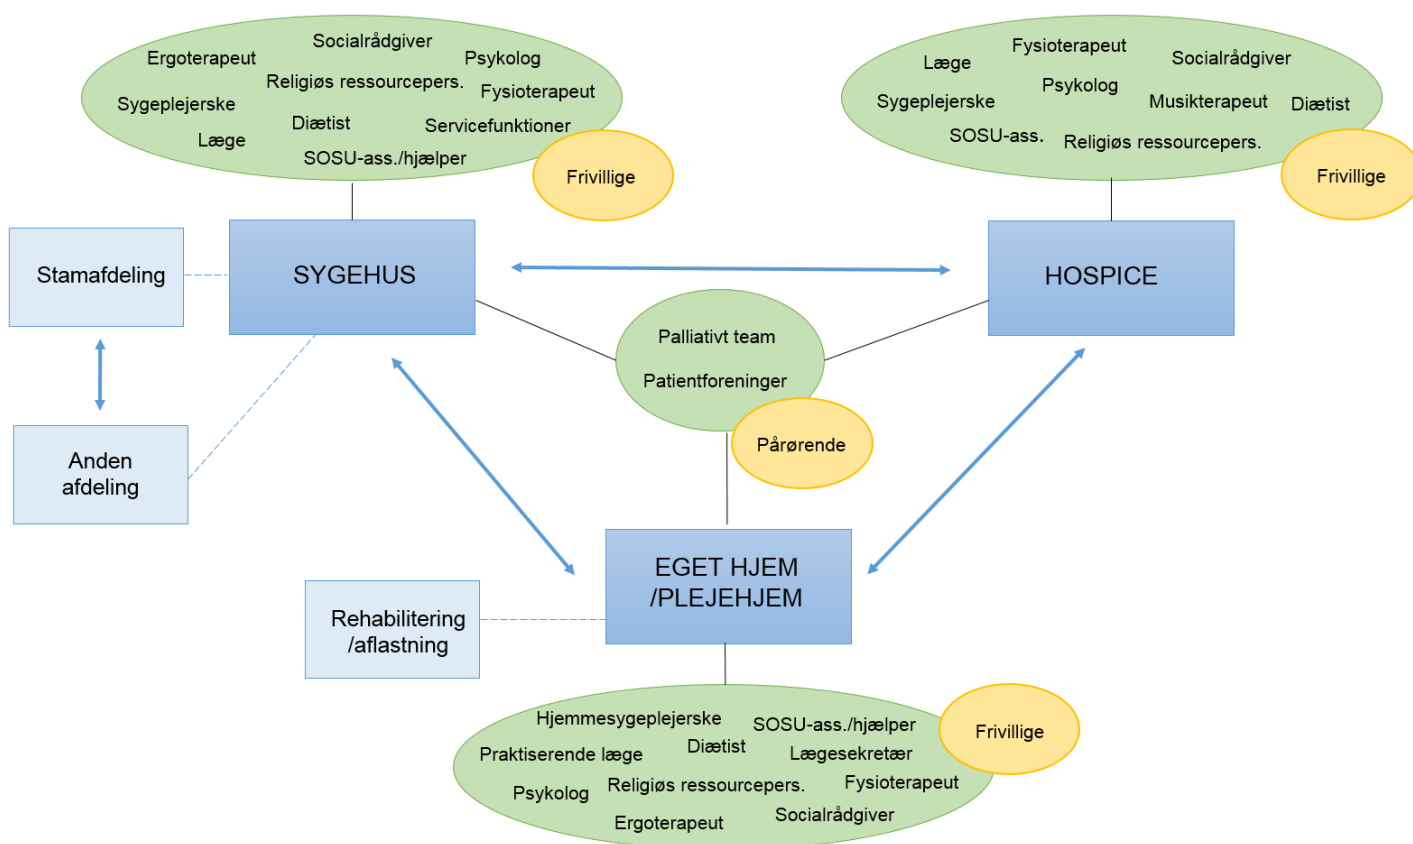 Socialrådgiver
Ergoterapeut
Psykolog
Religiøs ressourcepers.
Fysioterapeut
Sygeplejerske
Diætist
Servicefunktioner
Læge
SOSU-ass./hjælper
Frivillige
Fysioterapeut
Læge
Socialrådgiver
Psykolog
Sygeplejerske
Musikterapeut
Diætist
SOSU-ass.
Religiøs ressourcepers.
Frivillige
Stamafdeling
SYGEHUS
HOSPICE
Palliativt team
Patientforeninger
Pårørende
Anden
afdeling
EGET HJEM
/PLEJEHJEM
Rehabilitering
/aflastning
Hjemmesygeplejerske
SOSU-ass./hjælper
Frivillige
Praktiserende læge
Diætist
Lægesekretær
Psykolog
Religiøs ressourcepers.
Fysioterapeut
Ergoterapeut
Socialrådgiver